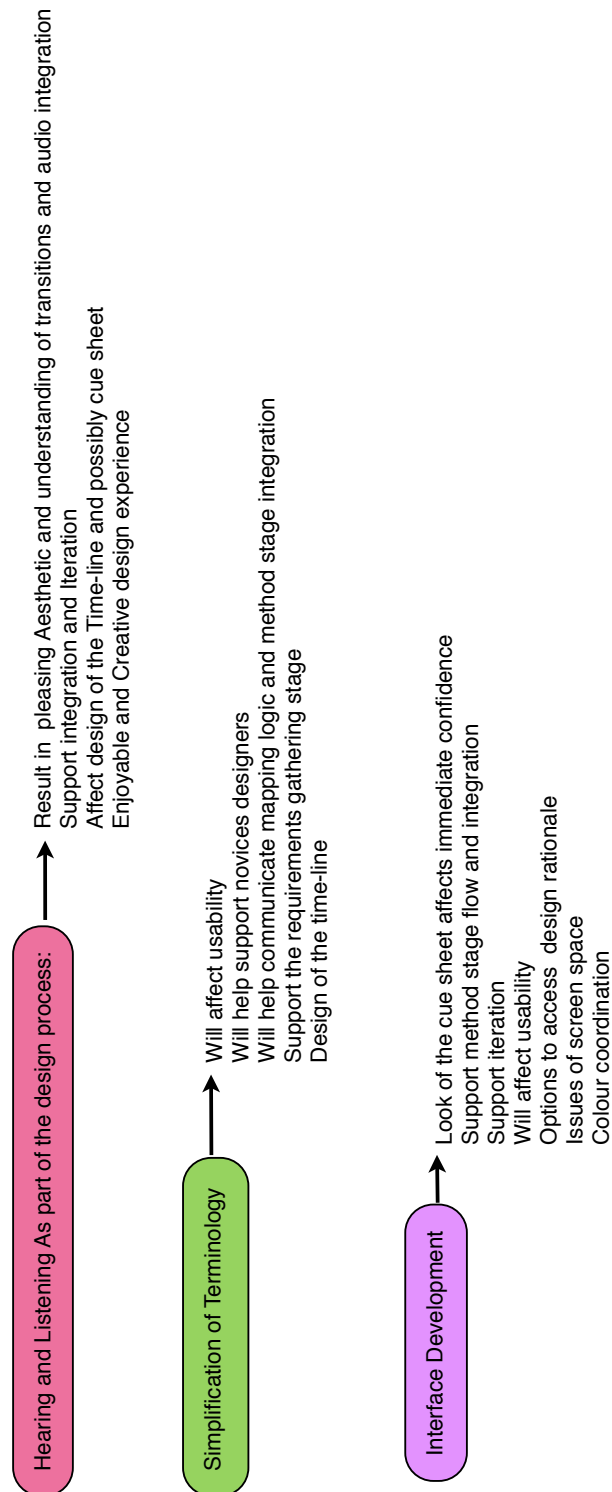 Hearing and Listening As part of the design process:
Result in  pleasing Aesthetic and understanding of transitions and audio integration
Support integration and Iteration
Affect design of the Time-line and possibly cue sheet
Enjoyable and Creative design experience
Simplification of Terminology
Will affect usability
Will help support novices designers
Will help communicate mapping logic and method stage integration
Support the requirements gathering stage
Design of the time-line
Interface Development
Look of the cue sheet affects immediate confidence
Support method stage flow and integration
Support iteration
Will affect usability
Options to access  design rationale
Issues of screen space
Colour coordination